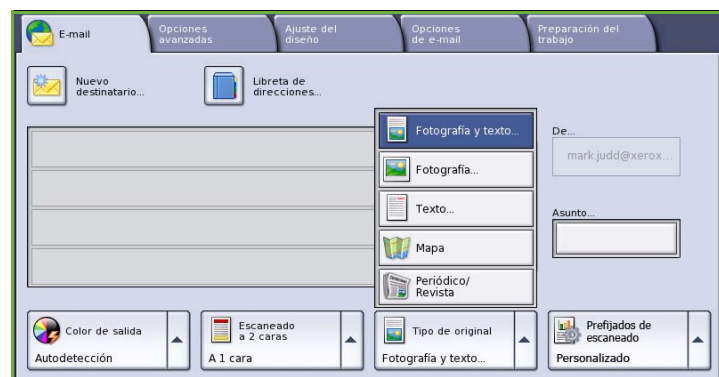 E-mail
Opciones
avanzadas
Ajuste del
diseño
Opciones
de e-mail
Preparación del
trabajo
Nuevo
destinatario...
Libreta de
direcciones...
Fotografía y texto...
Fotografía...
Texto...
Mapa
Periódico/
Revista
De...
mark.judd@xerox...
Asunto...
Color de salida
Autodetección
Escaneado
a 2 caras
A 1 cara
Tipo de original
Fotografía y texto...
Prefijados de
escaneado
Personalizado